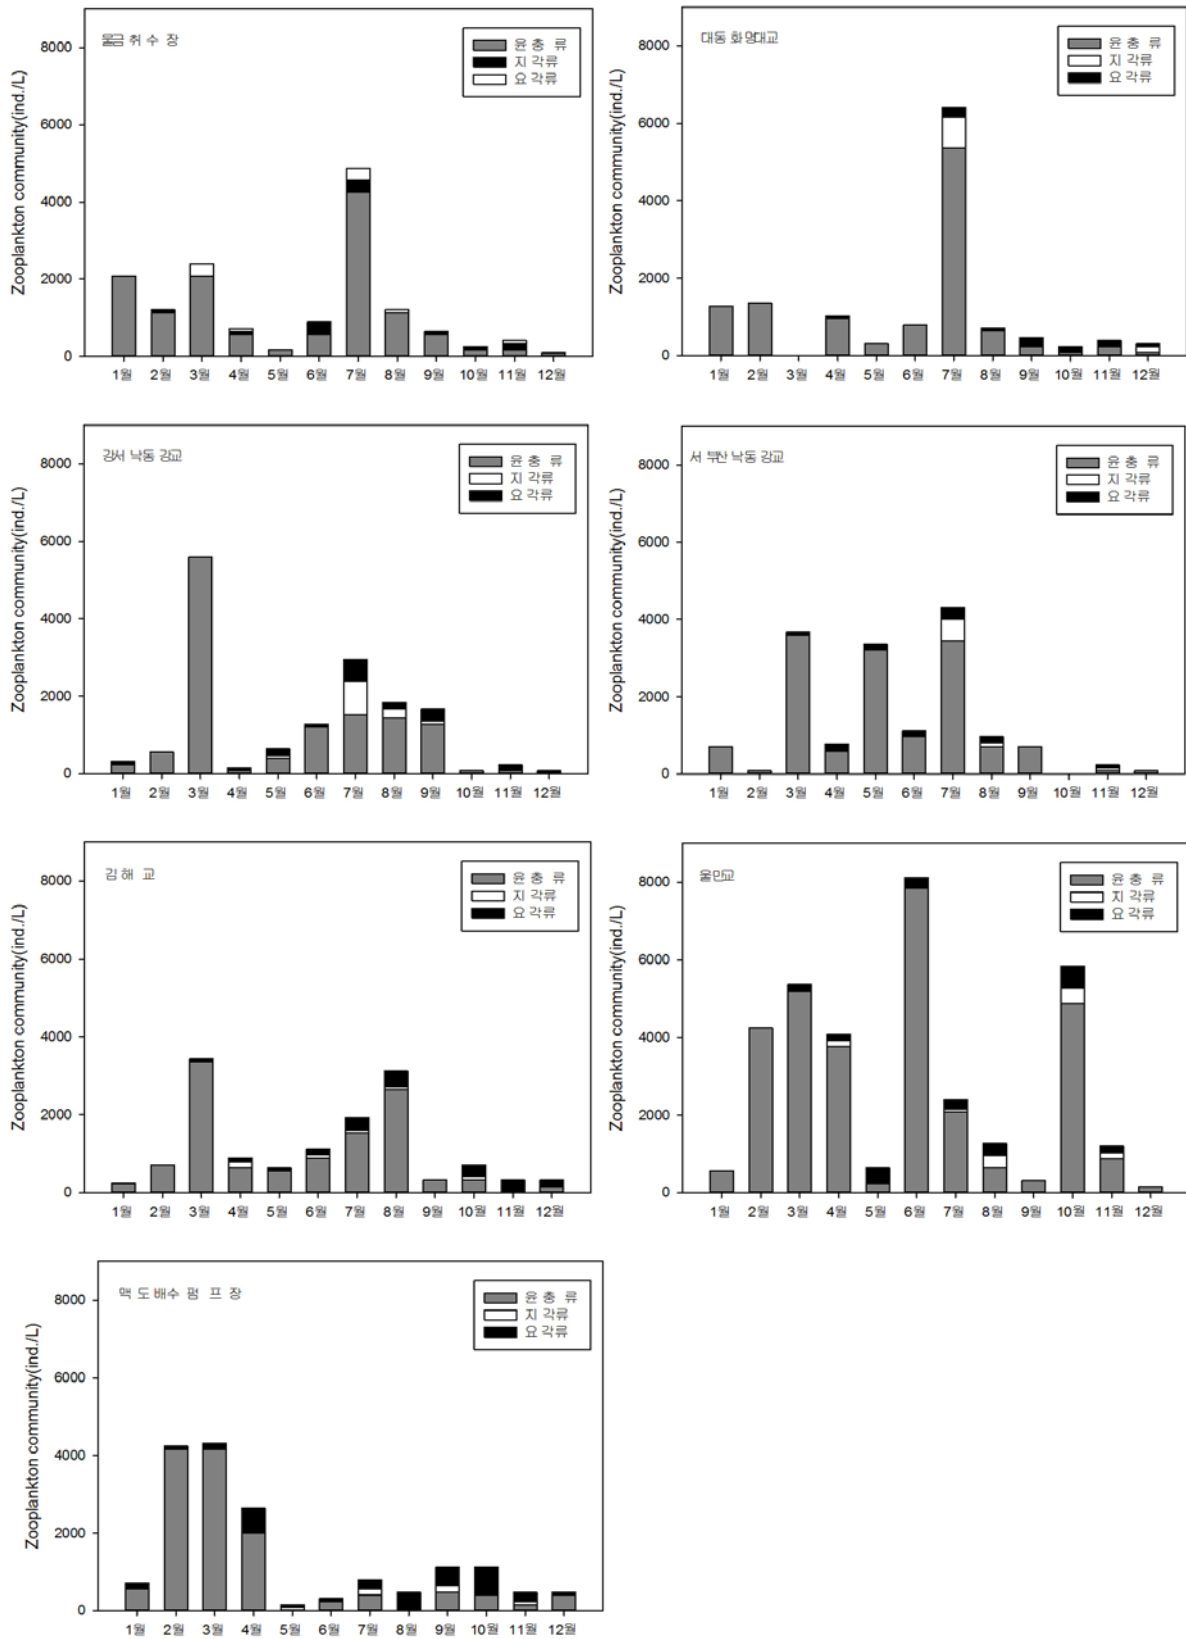 물금 취 수 장
윤 충 류
지 각류
요 각류
Zooplankton community(ind./L)
8000
6000
4000
2000
0
1월 2월 3월 4월 5월 6월 7월 8월 9월 10월 11월 12월
대동 화명대교
윤 충 류
지 각류
요 각류
Zooplankton community(ind./L)
8000
6000
4000
2000
0
1월 2월 3월 4월 5월 6월 7월 8월 9월 10월 11월 12월
강서 낙동 강교
윤 충 류
지 각류
요 각류
Zooplankton community(ind./L)
8000
6000
4000
2000
0
1월 2월 3월 4월 5월 6월 7월 8월 9월 10월 11월 12월
서 부산 낙동 강교
윤 충 류
지 각류
요 각류
Zooplankton community(ind./L)
8000
6000
4000
2000
0
1월 2월 3월 4월 5월 6월 7월 8월 9월 10월 11월 12월
김 해 교
윤 충 류
지 각류
요 각류
Zooplankton community(ind./L)
8000
6000
4000
2000
0
1월 2월 3월 4월 5월 6월 7월 8월 9월 10월 11월 12월
울만교
윤 충 류
지 각류
요 각류
Zooplankton community(ind./L)
8000
6000
4000
2000
0
1월 2월 3월 4월 5월 6월 7월 8월 9월 10월 11월 12월
맥 도 배수 펌 프 장
윤 충 류
지 각류
요 각류
Zooplankton community(ind./L)
8000
6000
4000
2000
0
1월 2월 3월 4월 5월 6월 7월 8월 9월 10월 11월 12월